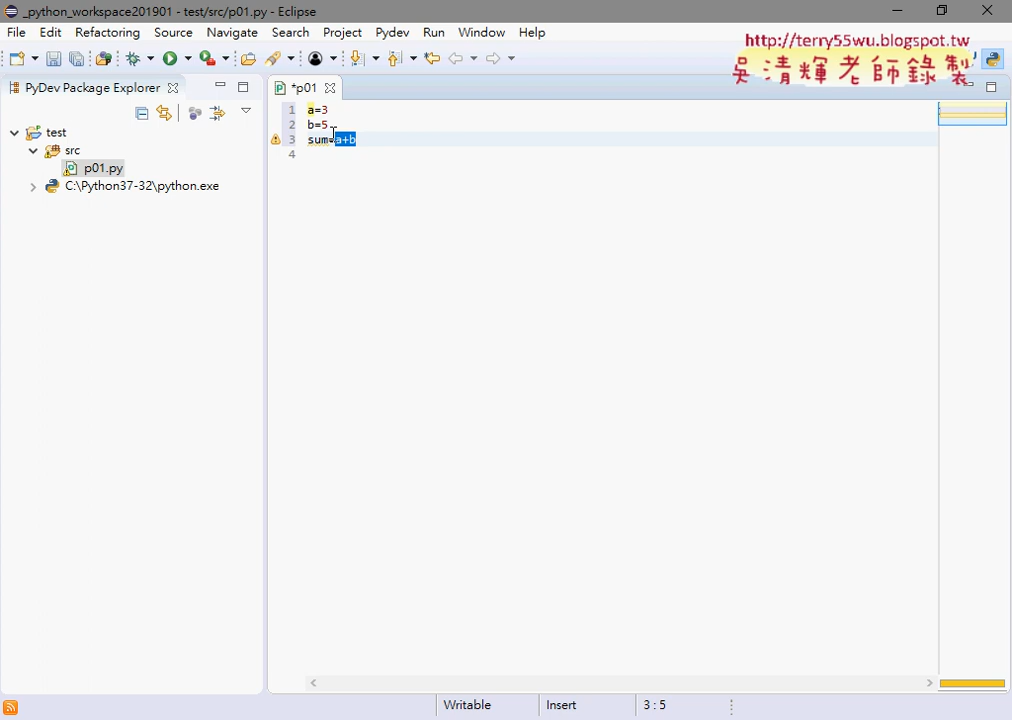 _python_workspace201901 - test/src/p01.py - Eclipse
File Edit Refactoring Source Navigate Search Project Pydev Run Window Help
http://terry55wu.blogspot.tw
吳清輝老師錄製
PyDev Package Explorer
*p01
test
src
p01.py
C:\Python37-32\python.exe
1 a=3
2 b=5
3 sum=a+b
4
Writable Insert 3 : 5